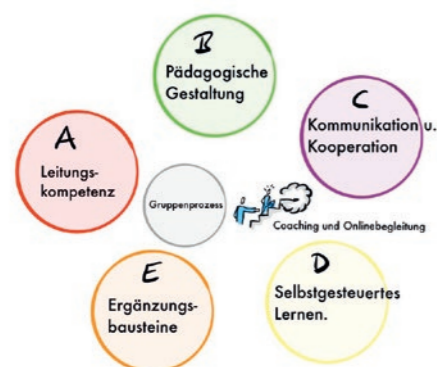 B
Pädagogische
Gestaltung
C
Kommunikation u.
Kooperation
A
Leitungs-
kompetenz
Gruppenprozess
Coaching und Onlinebegleitung
E
Ergänzungs-
bausteine
D
Selbstgesteuertes
Lernen.